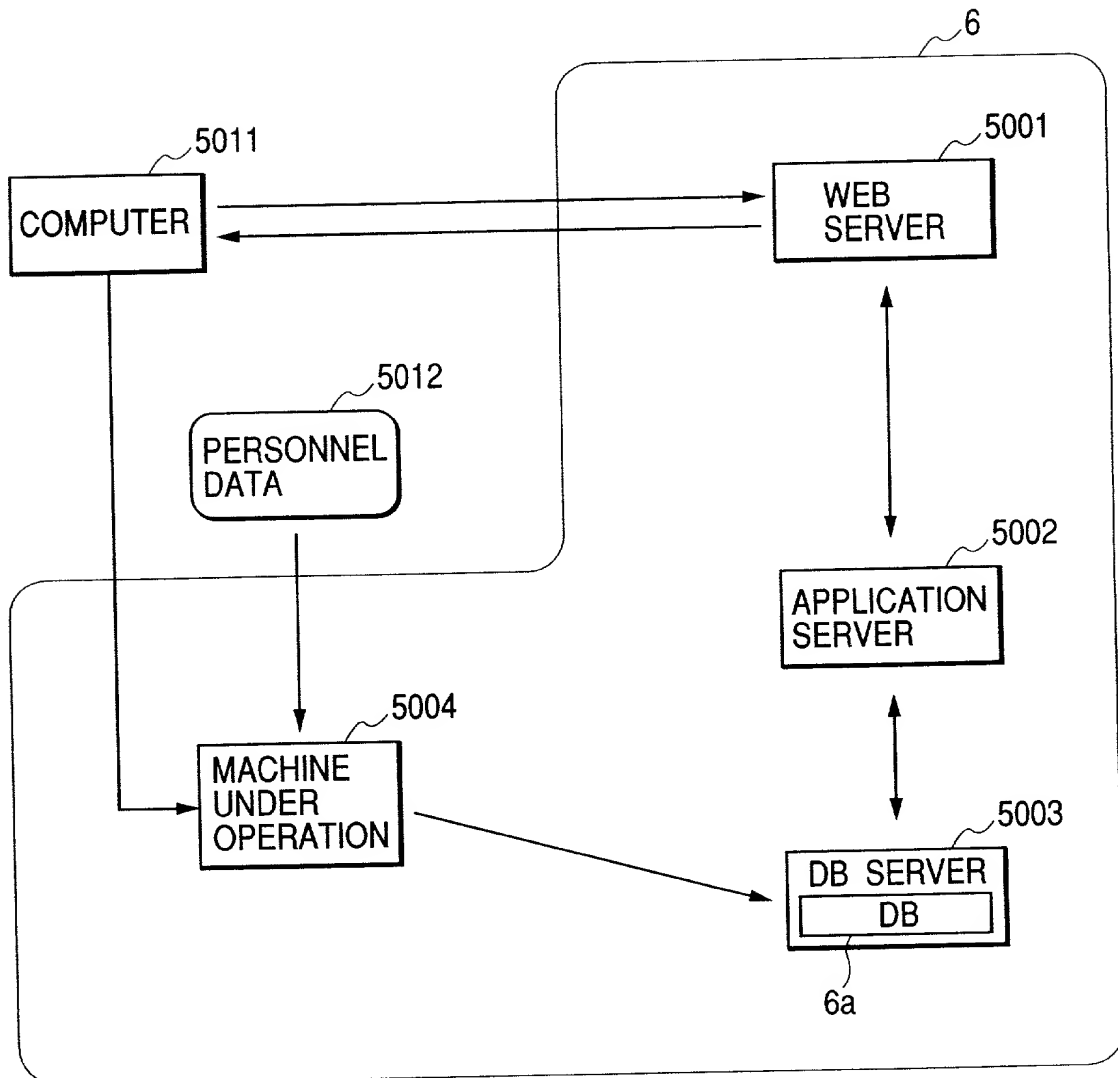 6
5011
COMPUTER
5001
WEB
SERVER
5012
PERSONNEL
DATA
5002
APPLICATION
SERVER
5004
MACHINE
UNDER
OPERATION
5003
DB SERVER
DB
6a